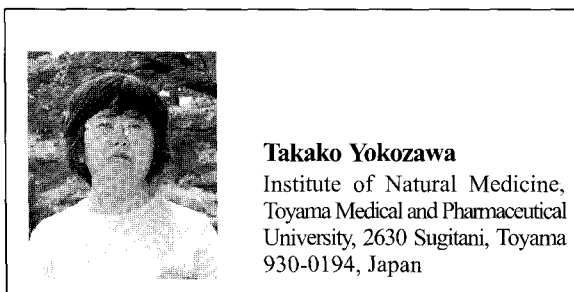 Takako Yokozawa
Institute of Natural Medicine,
Toyama Medical and Pharmaceutical
University, 2630 Sugitani, Toyama
930-0194, Japan